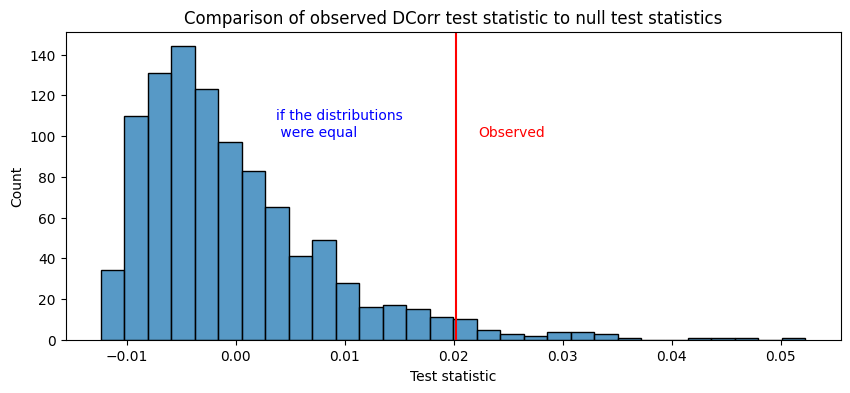 Comparison of observed DCorr test statistic to null test statistics
140
120
100
80
60
40
20
0
Count
if the distributions
were equal
Observed
−0.01
0.00
0.01
0.02
0.03
0.04
0.05
Test statistic